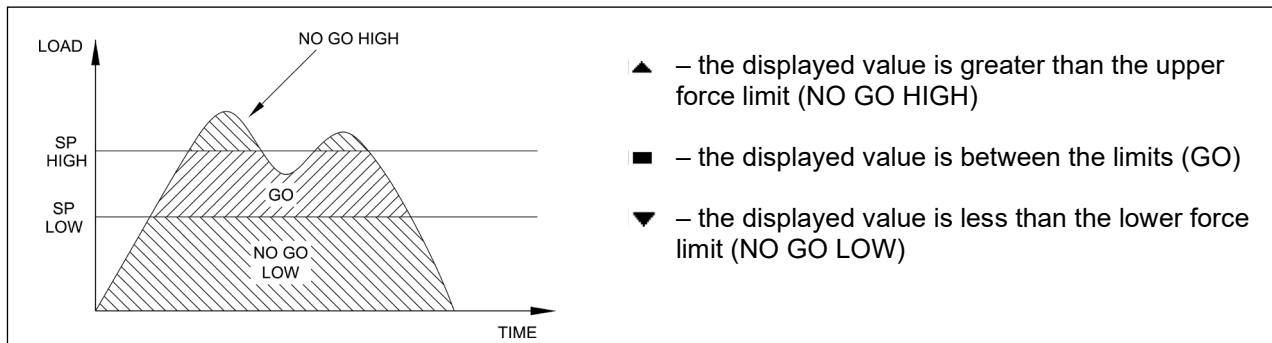 NO GO HIGH
LOAD
SP
HIGH
GO
SP
LOW
NO GO
LOW
TIME
– the displayed value is greater than the upper
force limit (NO GO HIGH)
– the displayed value is between the limits (GO)
– the displayed value is less than the lower force
limit (NO GO LOW)